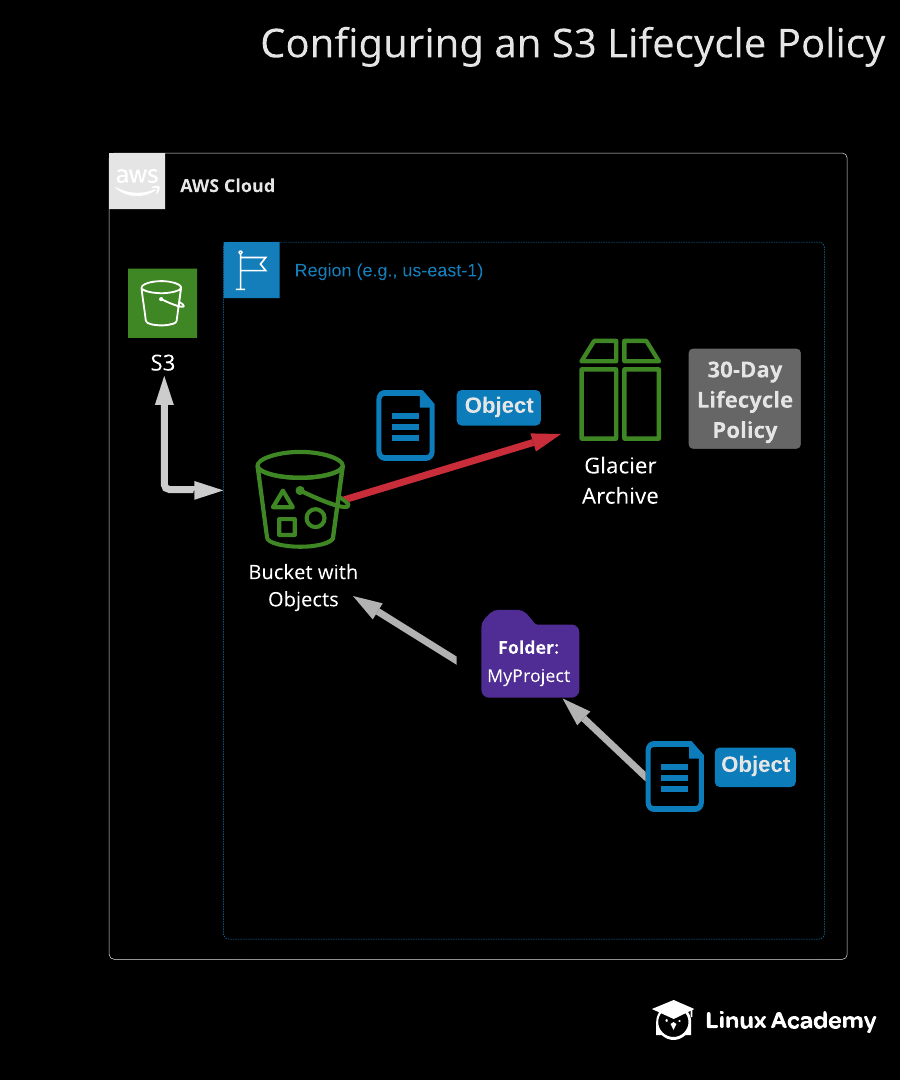 Configuring an S3 Lifecycle Policy
aws
AWS Cloud
Region (e.g., us-east-1)
S3
Object
30-Day
Lifecycle
Policy
Glacier
Archive
Bucket with
Objects
Folder:
MyProject
Object
Linux Academy